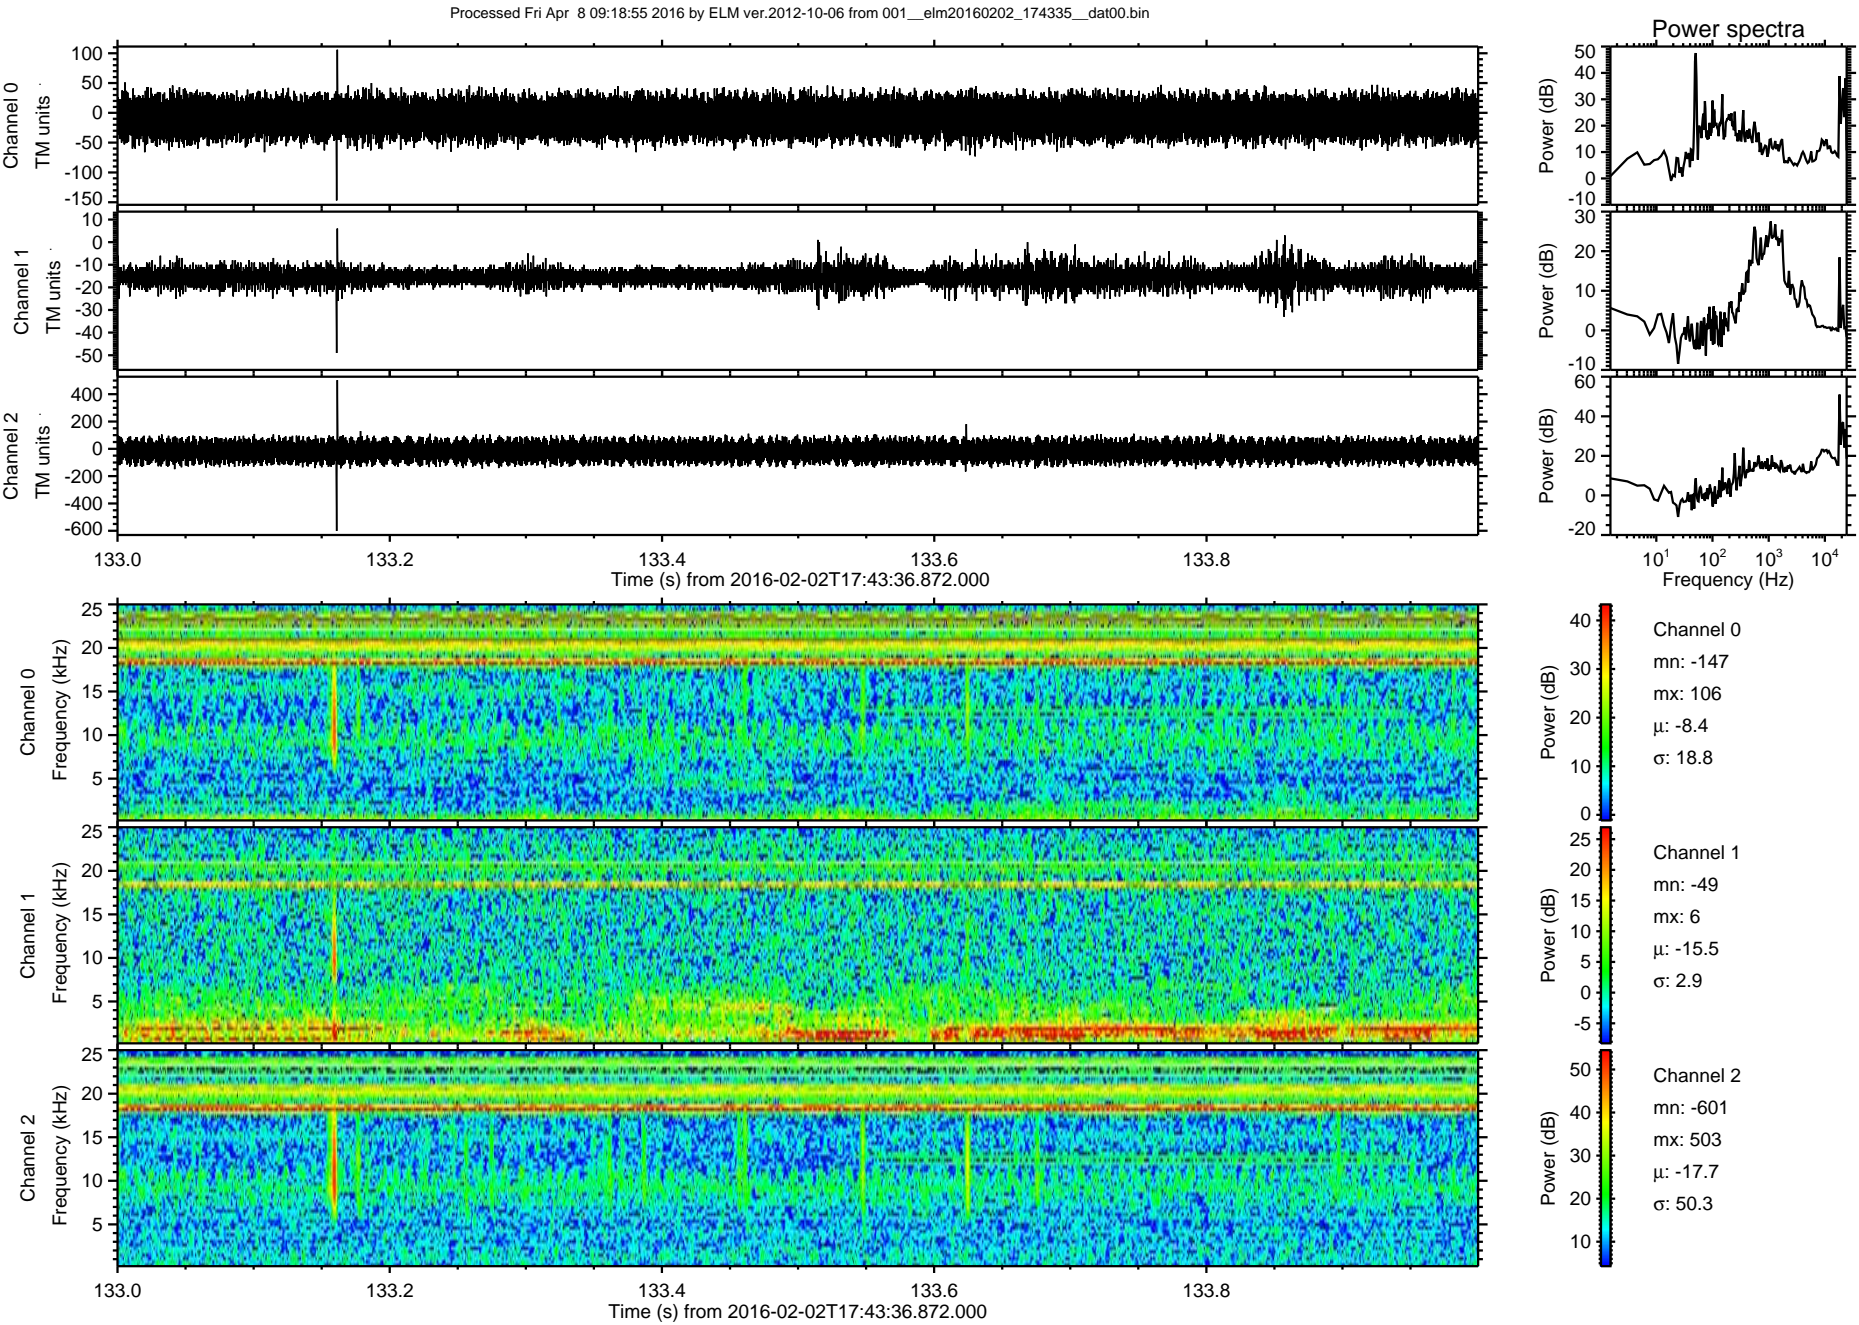 Processed Fri Apr  8 09:18:55 2016 by ELM ver.2012-10-06 from 001__elm20160202_174335__dat00.bin
Power spectra
Channel 0
TM units
100
50
0
-50
-100
-150
Power (dB)
50
40
30
20
10
0
-10
Channel 1
TM units
10
0
-10
-20
-30
-40
-50
Power (dB)
30
20
10
0
-10
Channel 2
TM units
400
200
0
-200
-400
-600
Power (dB)
60
40
20
0
-20
133.0 133.2 133.4 133.6 133.8
Time (s) from 2016-02-02T17:43:36.872.000
10¹ 10² 10³ 10⁴
Frequency (Hz)
Channel 0
Frequency (kHz)
25
20
15
10
5
Power (dB)
40
30
20
10
0
Channel 0
mn: -147
mx: 106
μ: -8.4
σ: 18.8
Channel 1
Frequency (kHz)
25
20
15
10
5
Power (dB)
25
20
15
10
5
0
-5
Channel 1
mn: -49
mx: 6
μ: -15.5
σ: 2.9
Channel 2
Frequency (kHz)
25
20
15
10
5
Power (dB)
50
40
30
20
10
Channel 2
mn: -601
mx: 503
μ: -17.7
σ: 50.3
133.0 133.2 133.4 133.6 133.8
Time (s) from 2016-02-02T17:43:36.872.000